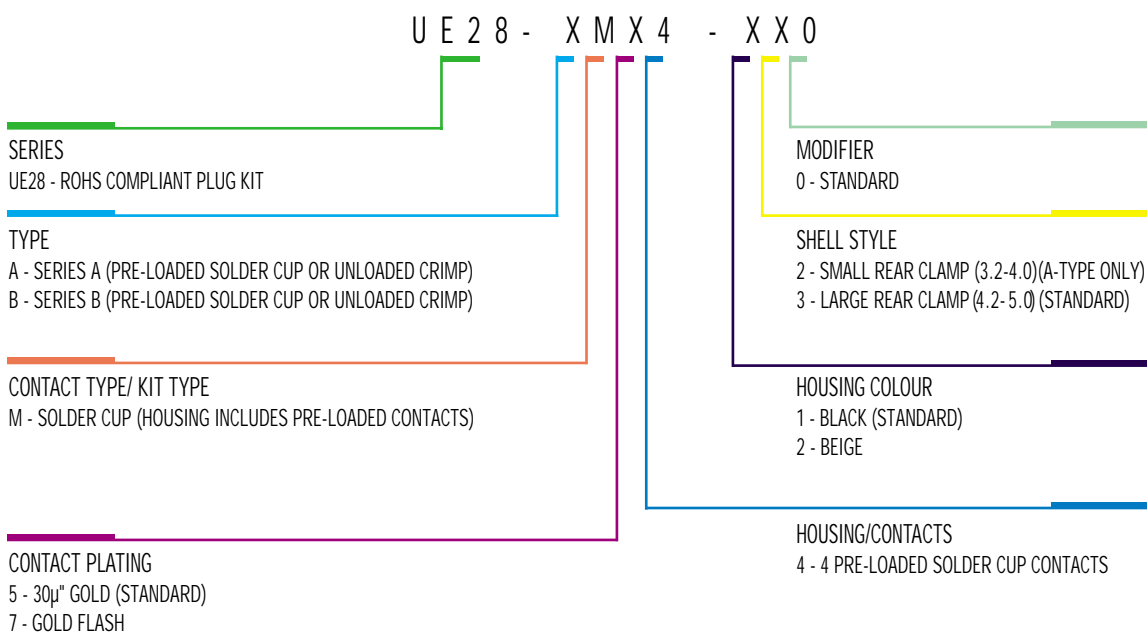 UE28- XMX4 - XX0
SERIES
UE28 - ROHS COMPLIANT PLUG KIT
TYPE
A - SERIES A (PRE-LOADED SOLDER CUP OR UNLOADED CRIMP)
B - SERIES B (PRE-LOADED SOLDER CUP OR UNLOADED CRIMP)
CONTACT TYPE/ KIT TYPE
M - SOLDER CUP (HOUSING INCLUDES PRE-LOADED CONTACTS)
CONTACT PLATING
5 - 30µ" GOLD (STANDARD)
7 - GOLD FLASH
MODIFIER
0 - STANDARD
SHELL STYLE
2 - SMALL REAR CLAMP (3.2-4.0)(A-TYPE ONLY)
3 - LARGE REAR CLAMP (4.2-5.0) (STANDARD)
HOUSING COLOUR
1 - BLACK (STANDARD)
2 - BEIGE
HOUSING/CONTACTS
4 - 4 PRE-LOADED SOLDER CUP CONTACTS